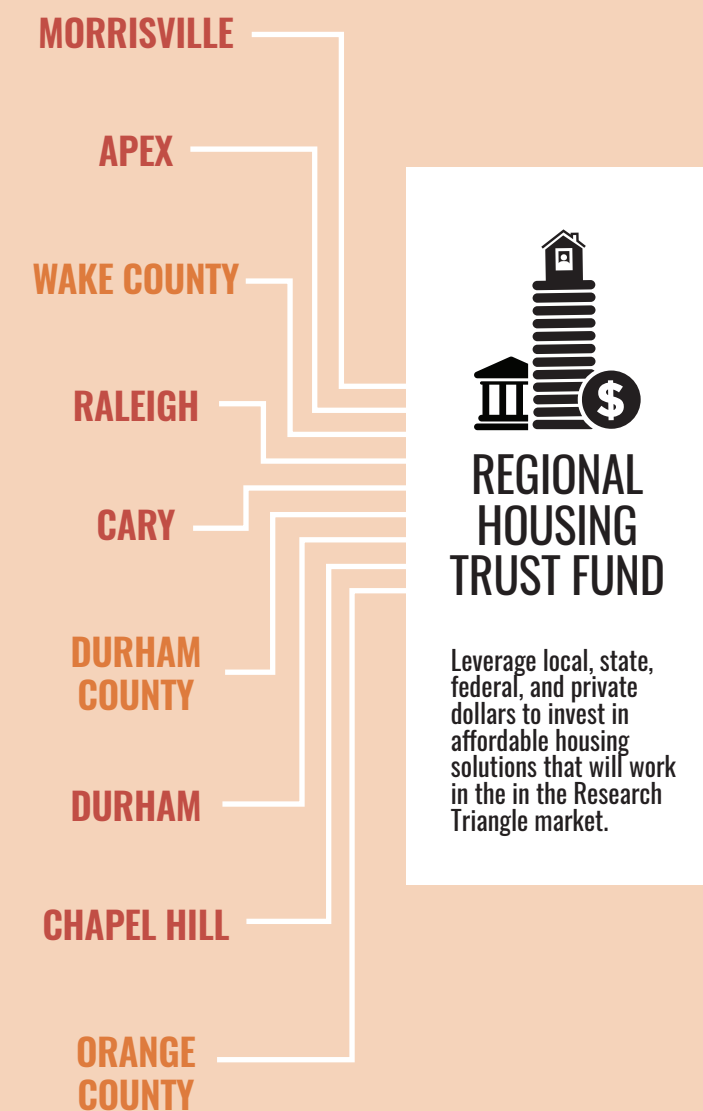 MORRISVILLE
APEX
WAKE COUNTY
RALEIGH
CARY
DURHAM
COUNTY
DURHAM
CHAPEL HILL
ORANGE
COUNTY
$
REGIONAL
HOUSING
TRUST FUND
Leverage local, state,
federal, and private
dollars to invest in
affordable housing
solutions that will work
in the in the Research
Triangle market.